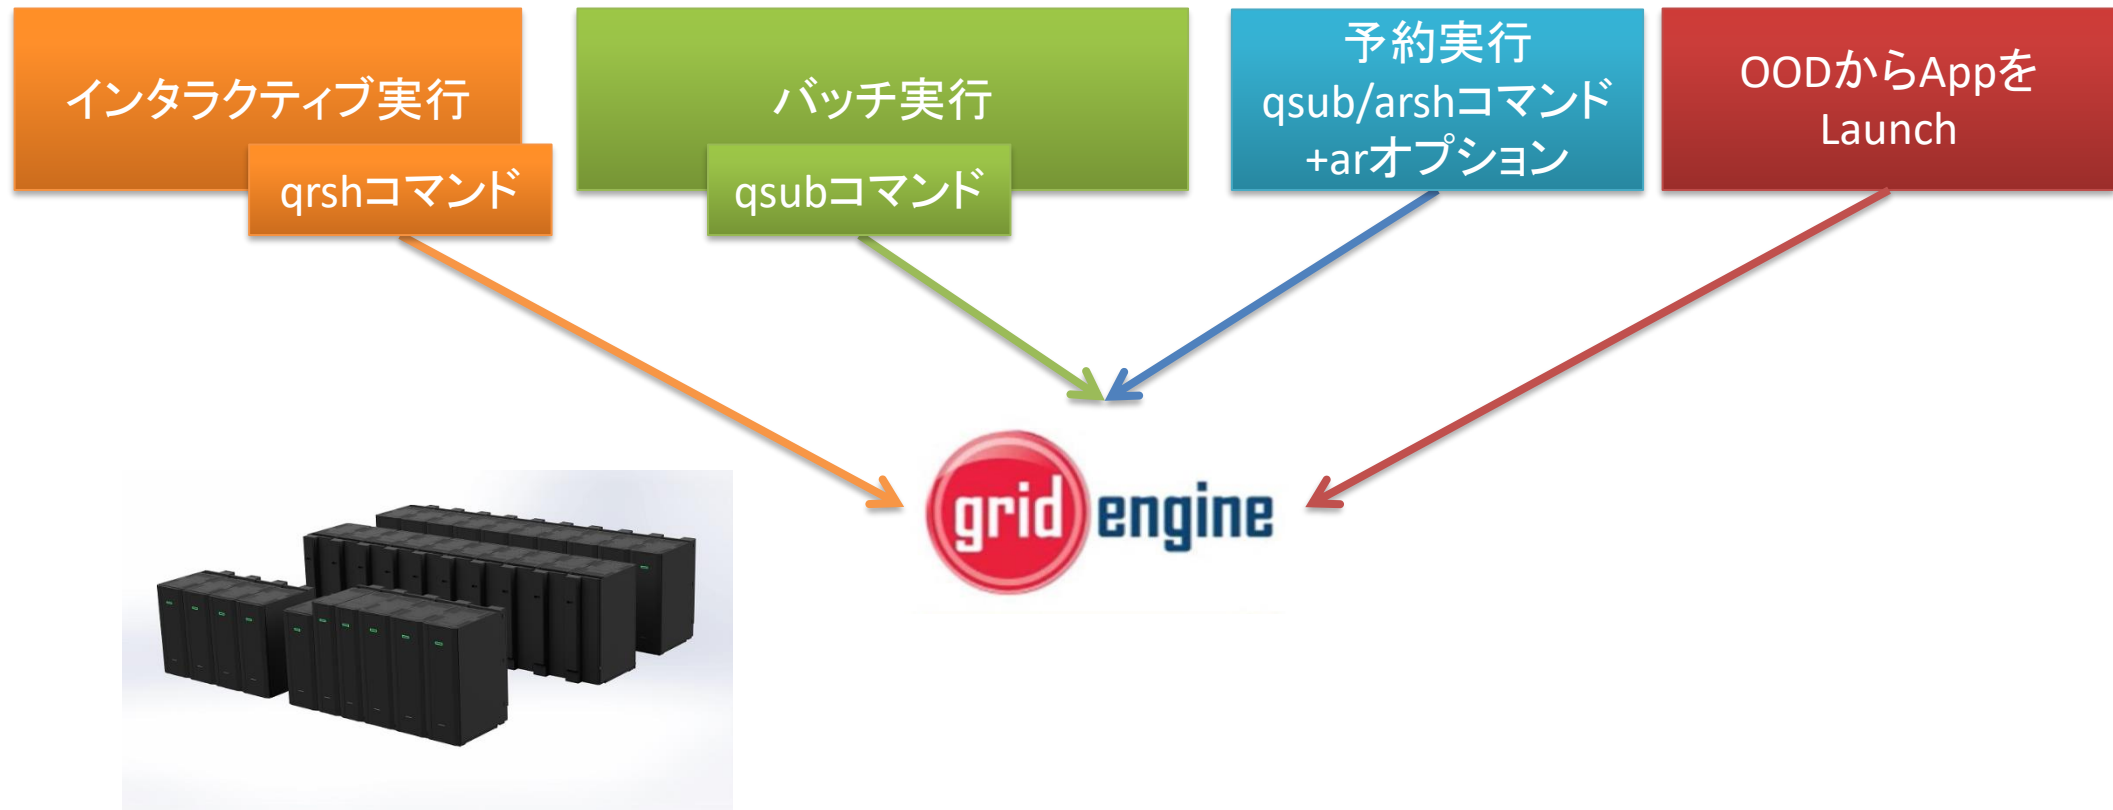 インタラクティブ実行
qrshコマンド
バッチ実行
qsubコマンド
予約実行
qsub/arshコマンド
+arオプション
OODからAppを
Launch
grid engine